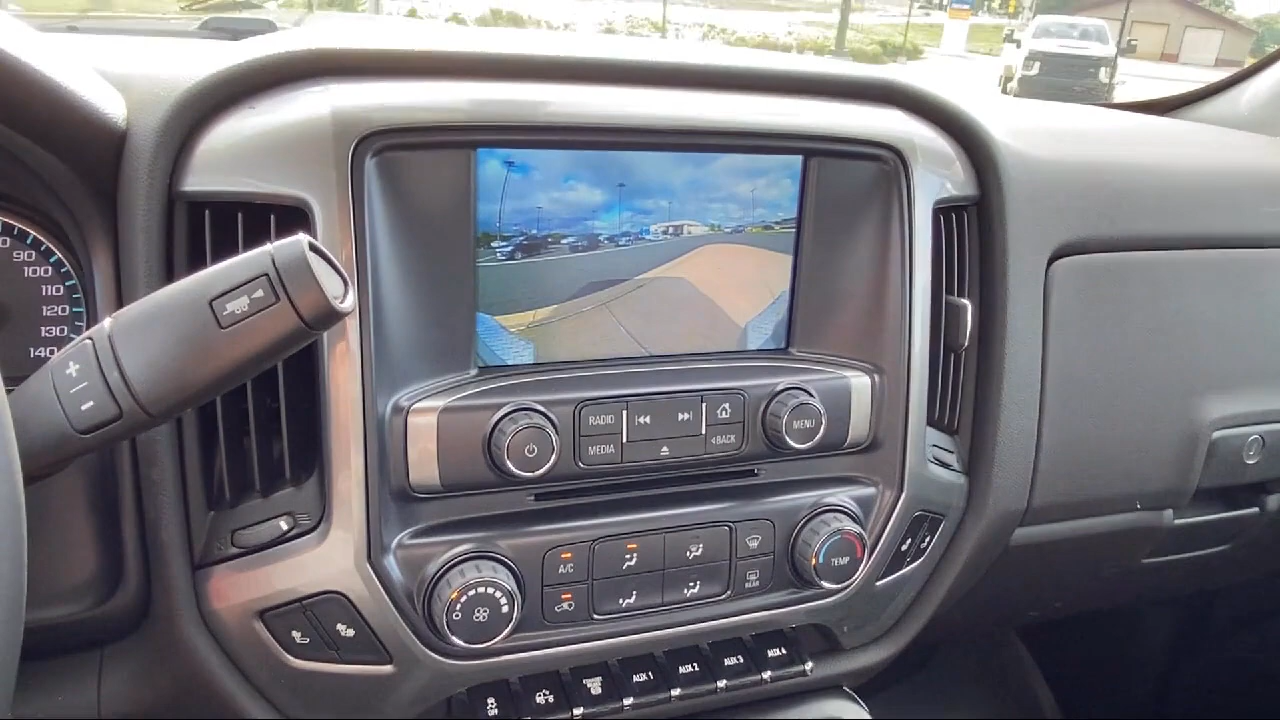 90
100
110
120
130
140
+
−
RADIO
MEDIA
BACK
MENU
A/C
REAR
TEMP
OFF
AUX 1
AUX 2
AUX 3
AUX 4